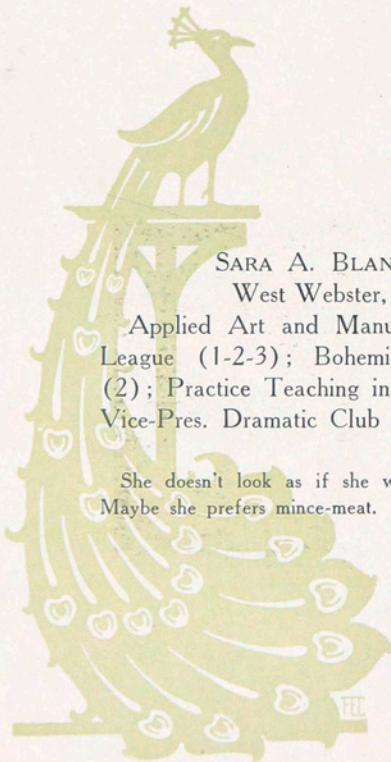 SARA A. BLAN
West Webster,
Applied Art and Manu
League (1-2-3); Bohemi
(2); Practice Teaching in
Vice-Pres. Dramatic Club
She doesn't look as if she w
Maybe she prefers mince-meat.
FEC